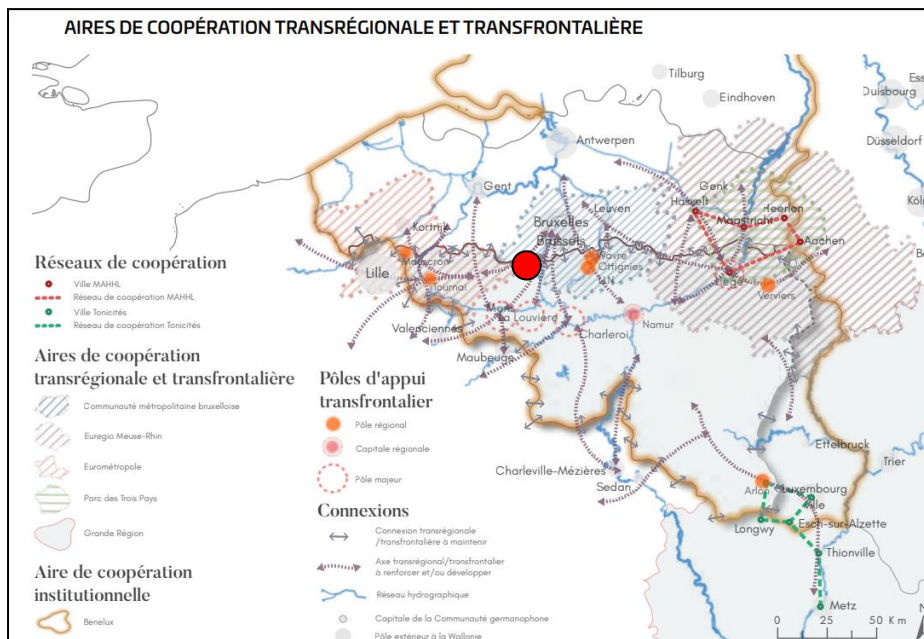 AIRES DE COOPÉRATION TRANSRÉGIONALE ET TRANSFRONTALIÈRE
Tilburg
Eindhoven
Duisbourg
Düsseldorf
Antwerpen
Gent
Genk
Hasselt
Leuven
Heerlen
Maastricht
Kortrijk
Bruxelles
Brussels
Aachen
Lille
Mouscron
Tournai
Wavre
Ottignies
LLN
Liège
Verviers
Mons
La Louvière
Valenciennes
Charleroi
Namur
Maubeuge
Charleville-Mézières
Sedan
Ettelbruck
Trier
Arlon
Luxembourg
Ville
Longwy
Esch-sur-Alzette
Thionville
Metz
Réseaux de coopération
Ville MAHHL
Réseau de coopération MAHHL
Ville Tonicités
Réseau de coopération Tonicités
Aires de coopération
transrégionale et transfrontalière
Communauté métropolitaine bruxelloise
Euregio Meuse-Rhin
Eurométropole
Parc des Trois Pays
Grande Région
Aire de coopération
institutionnelle
Benelux
Pôles d'appui
transfrontalier
Pôle régional
Capitale régionale
Pôle majeur
Connexions
Connexion transrégionale
/transfrontalière à maintenir
Axe transrégional/transfrontalier
à renforcer et/ou développer
Réseau hydrographique
Capitale de la Communauté germanophone
Pôle extérieur à la Wallonie
0 25 50 Km